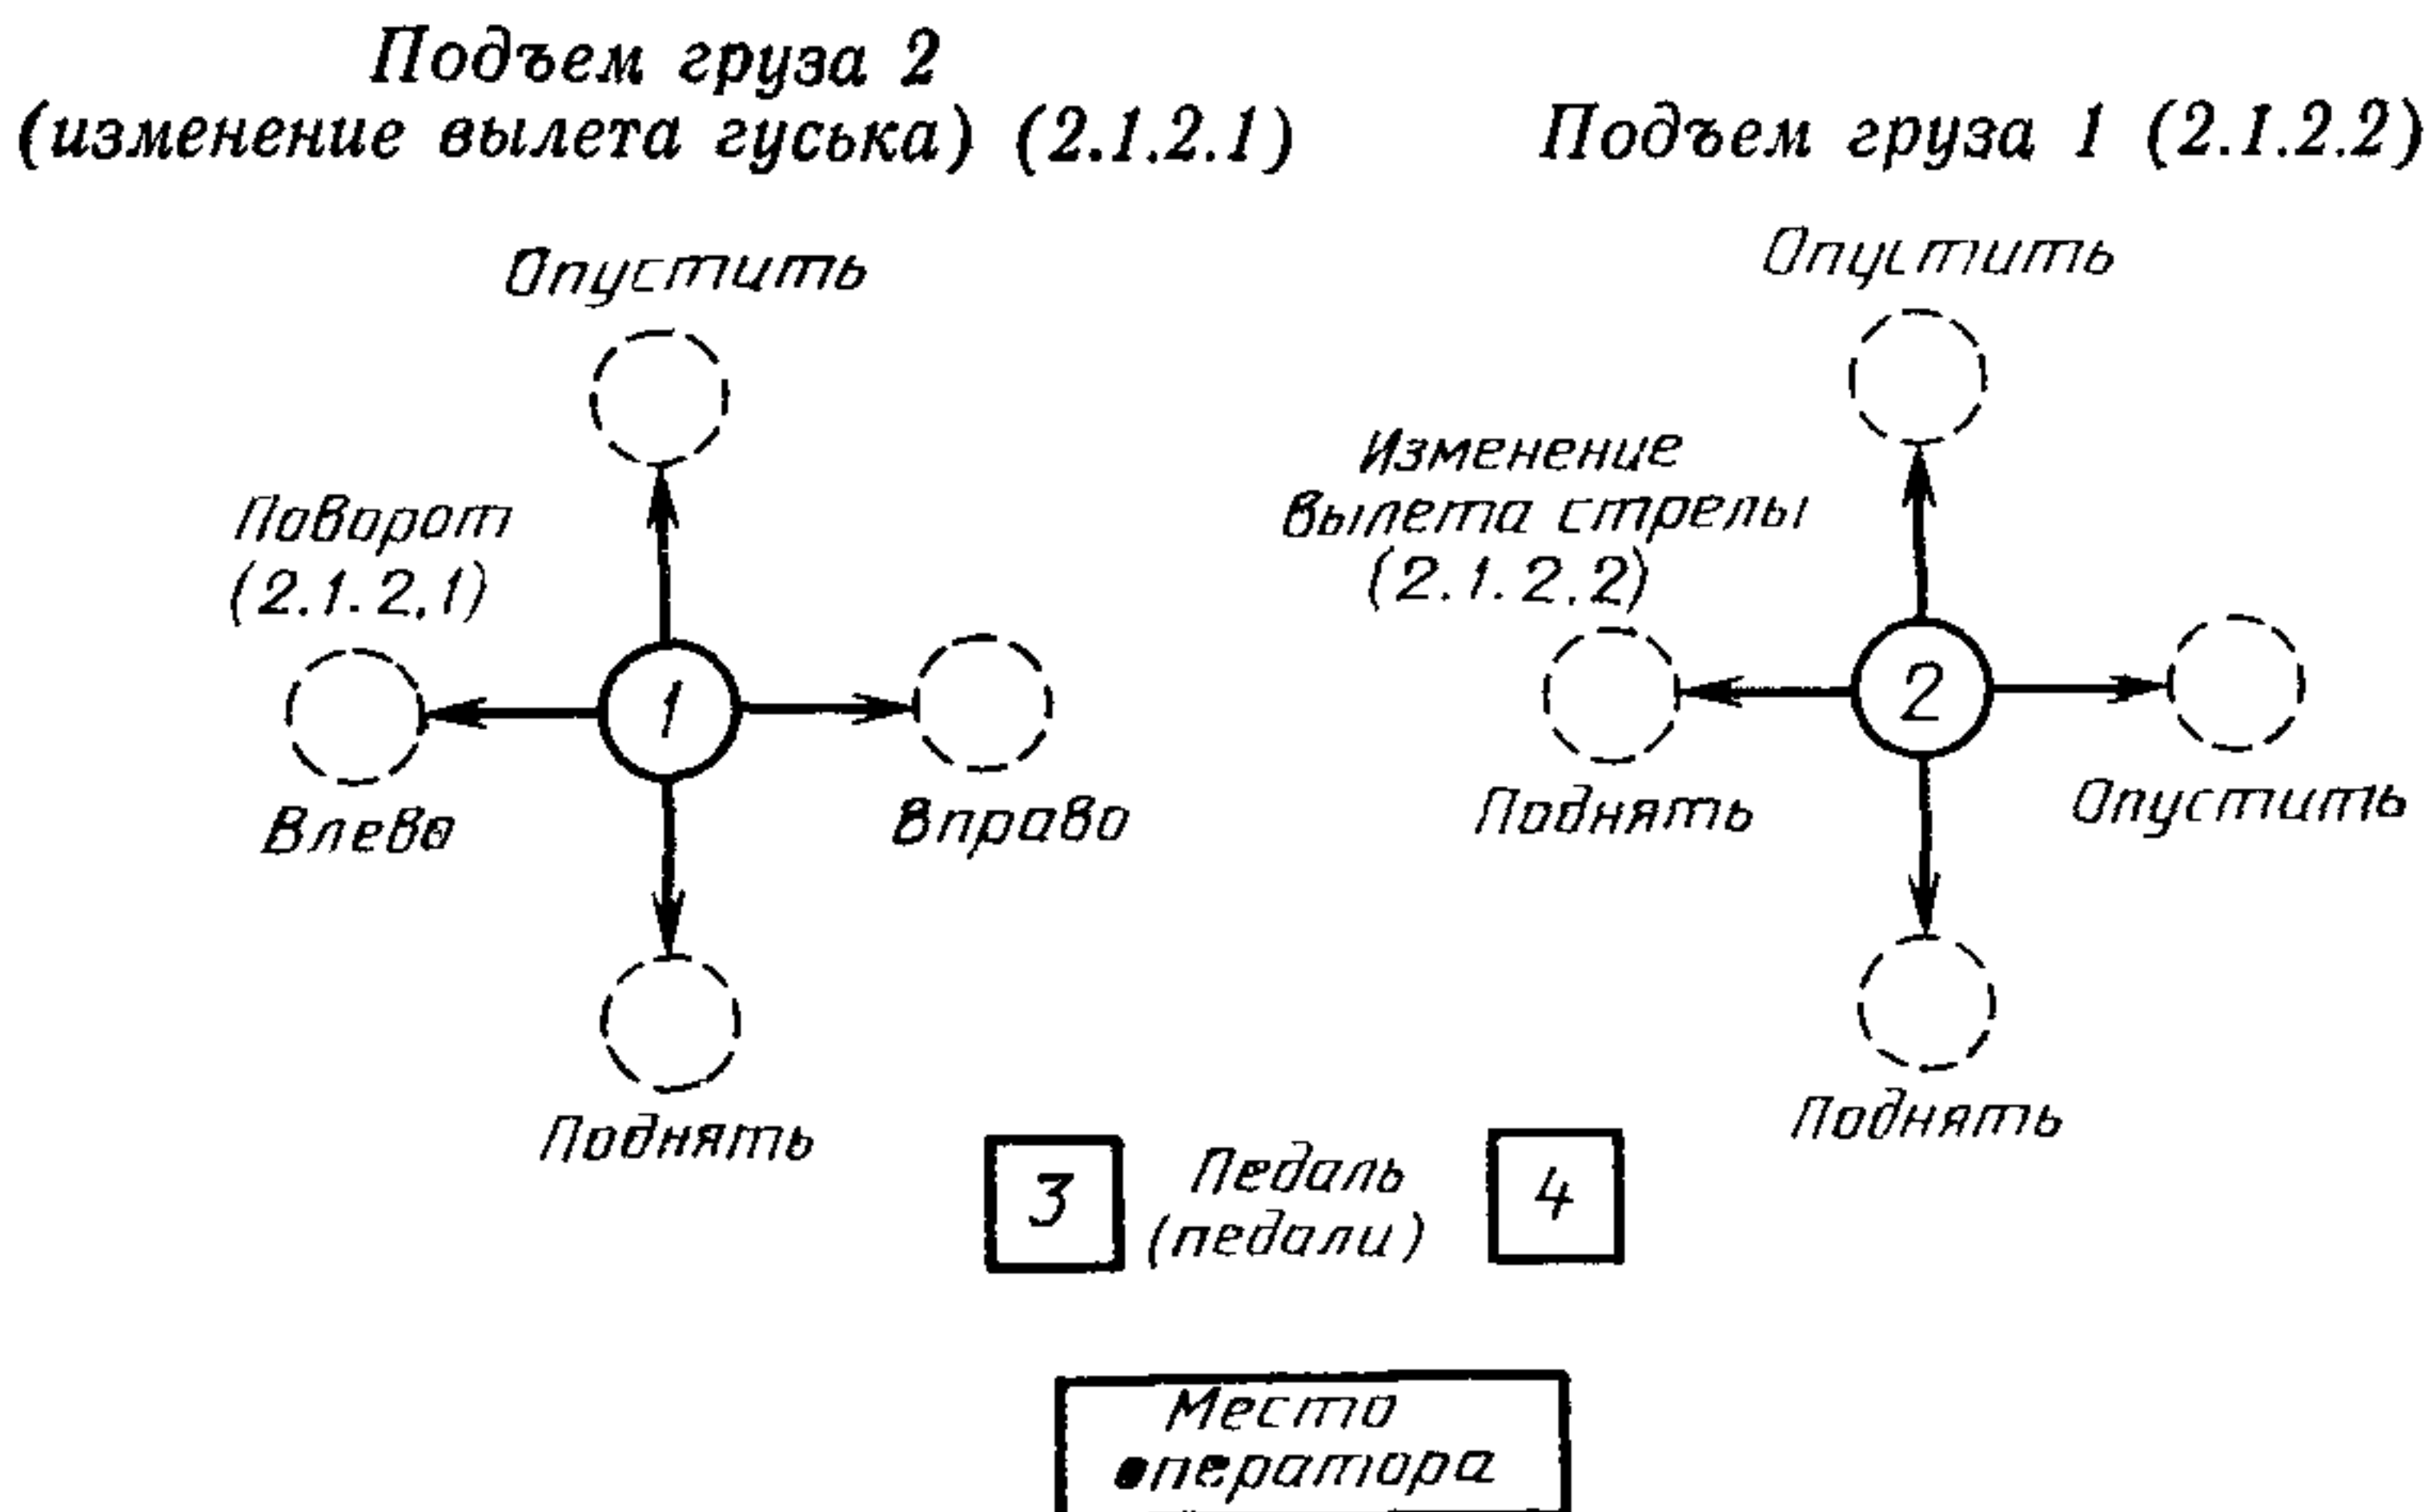 Подъем груза 2
(изменение вылета гуська) (2.1.2.1)
Подъем груза 1 (2.1.2.2)
Опустить
Опустить
Поворот
(2.1.2.1)
Изменение
вылета стрелы
(2.1.2.2)
1
2
Влево
Вправо
Поднять
Опустить
Поднять
Поднять
3
Педаль
(педали)
4
Место
оператора